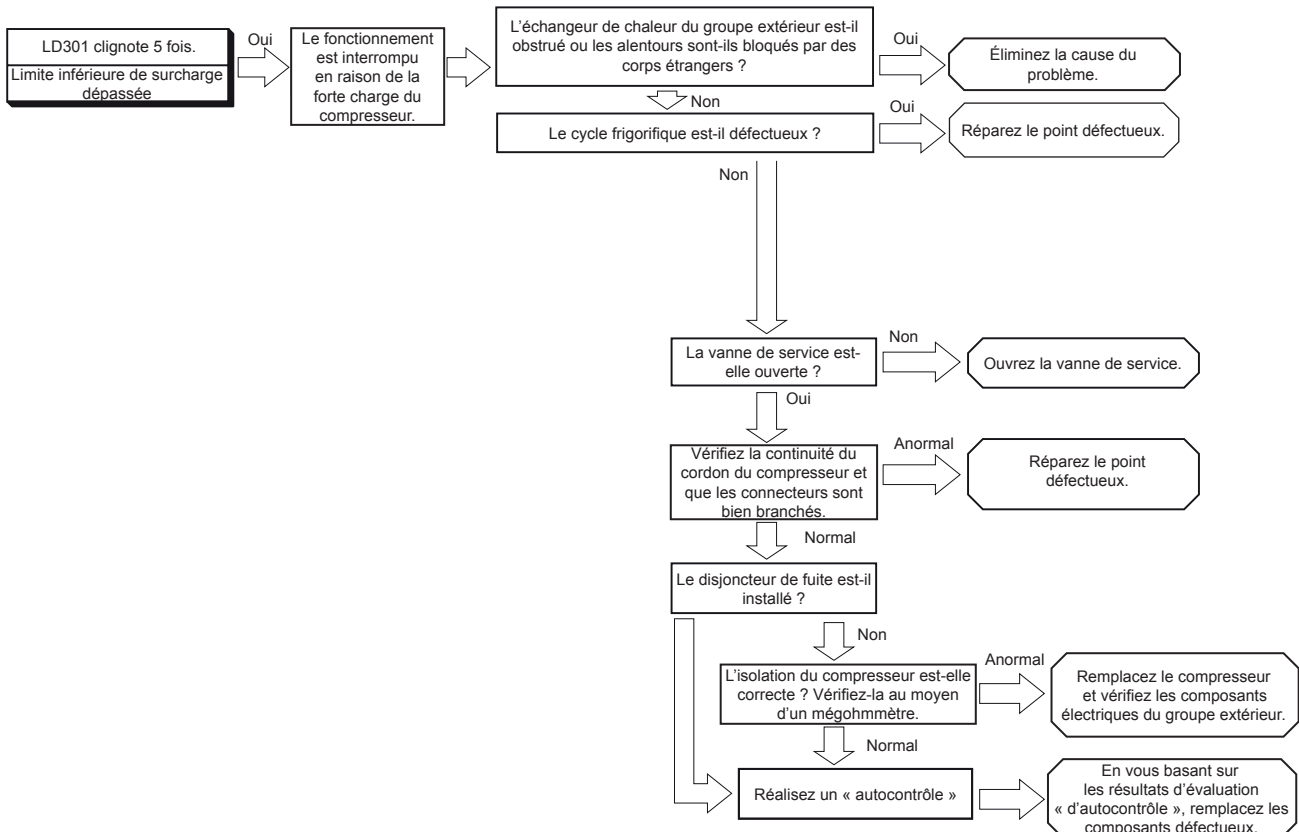 LD301 clignote 5 fois.
Limite inférieure de surcharge
dépassée
Oui
Le fonctionnement
est interrompu
en raison de la
forte charge du
compresseur.
L'échangeur de chaleur du groupe extérieur est-il
obstrué ou les alentours sont-ils bloqués par des
corps étrangers ?
Oui
Éliminez la cause du
problème.
Non
Le cycle frigorifique est-il défectueux ?
Oui
Réparez le point défectueux.
Non
La vanne de service est-
elle ouverte ?
Non
Ouvrez la vanne de service.
Oui
Vérifiez la continuité du
cordon du compresseur et
que les connecteurs sont
bien branchés.
Anormal
Réparez le point
défectueux.
Normal
Le disjoncteur de fuite est-il
installé ?
Non
L'isolation du compresseur est-elle
correcte ? Vérifiez-la au moyen
d'un mégohmmètre.
Anormal
Remplacez le compresseur
et vérifiez les composants
électriques du groupe extérieur.
Normal
Réalisez un « autocontrôle »
En vous basant sur
les résultats d'évaluation
« d'autocontrôle », remplacez les
composants défectueux.